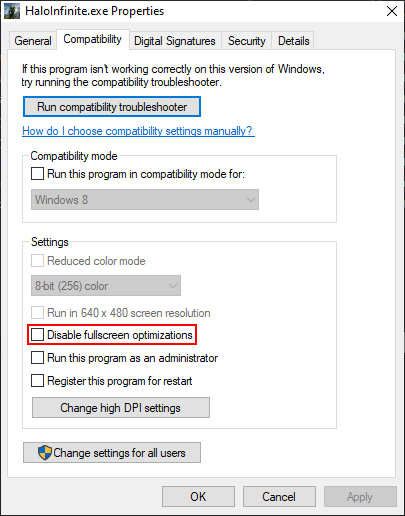 HaloInfinite.exe Properties
General
Compatibility
Digital Signatures
Security
Details
If this program isn't working correctly on this version of Windows,
try running the compatibility troubleshooter.
Run compatibility troubleshooter
How do I choose compatibility settings manually?
Compatibility mode
Run this program in compatibility mode for:
Windows 8
Settings
Reduced color mode
8-bit (256) color
Run in 640 x 480 screen resolution
Disable fullscreen optimizations
Run this program as an administrator
Register this program for restart
Change high DPI settings
Change settings for all users
OK
Cancel
Apply